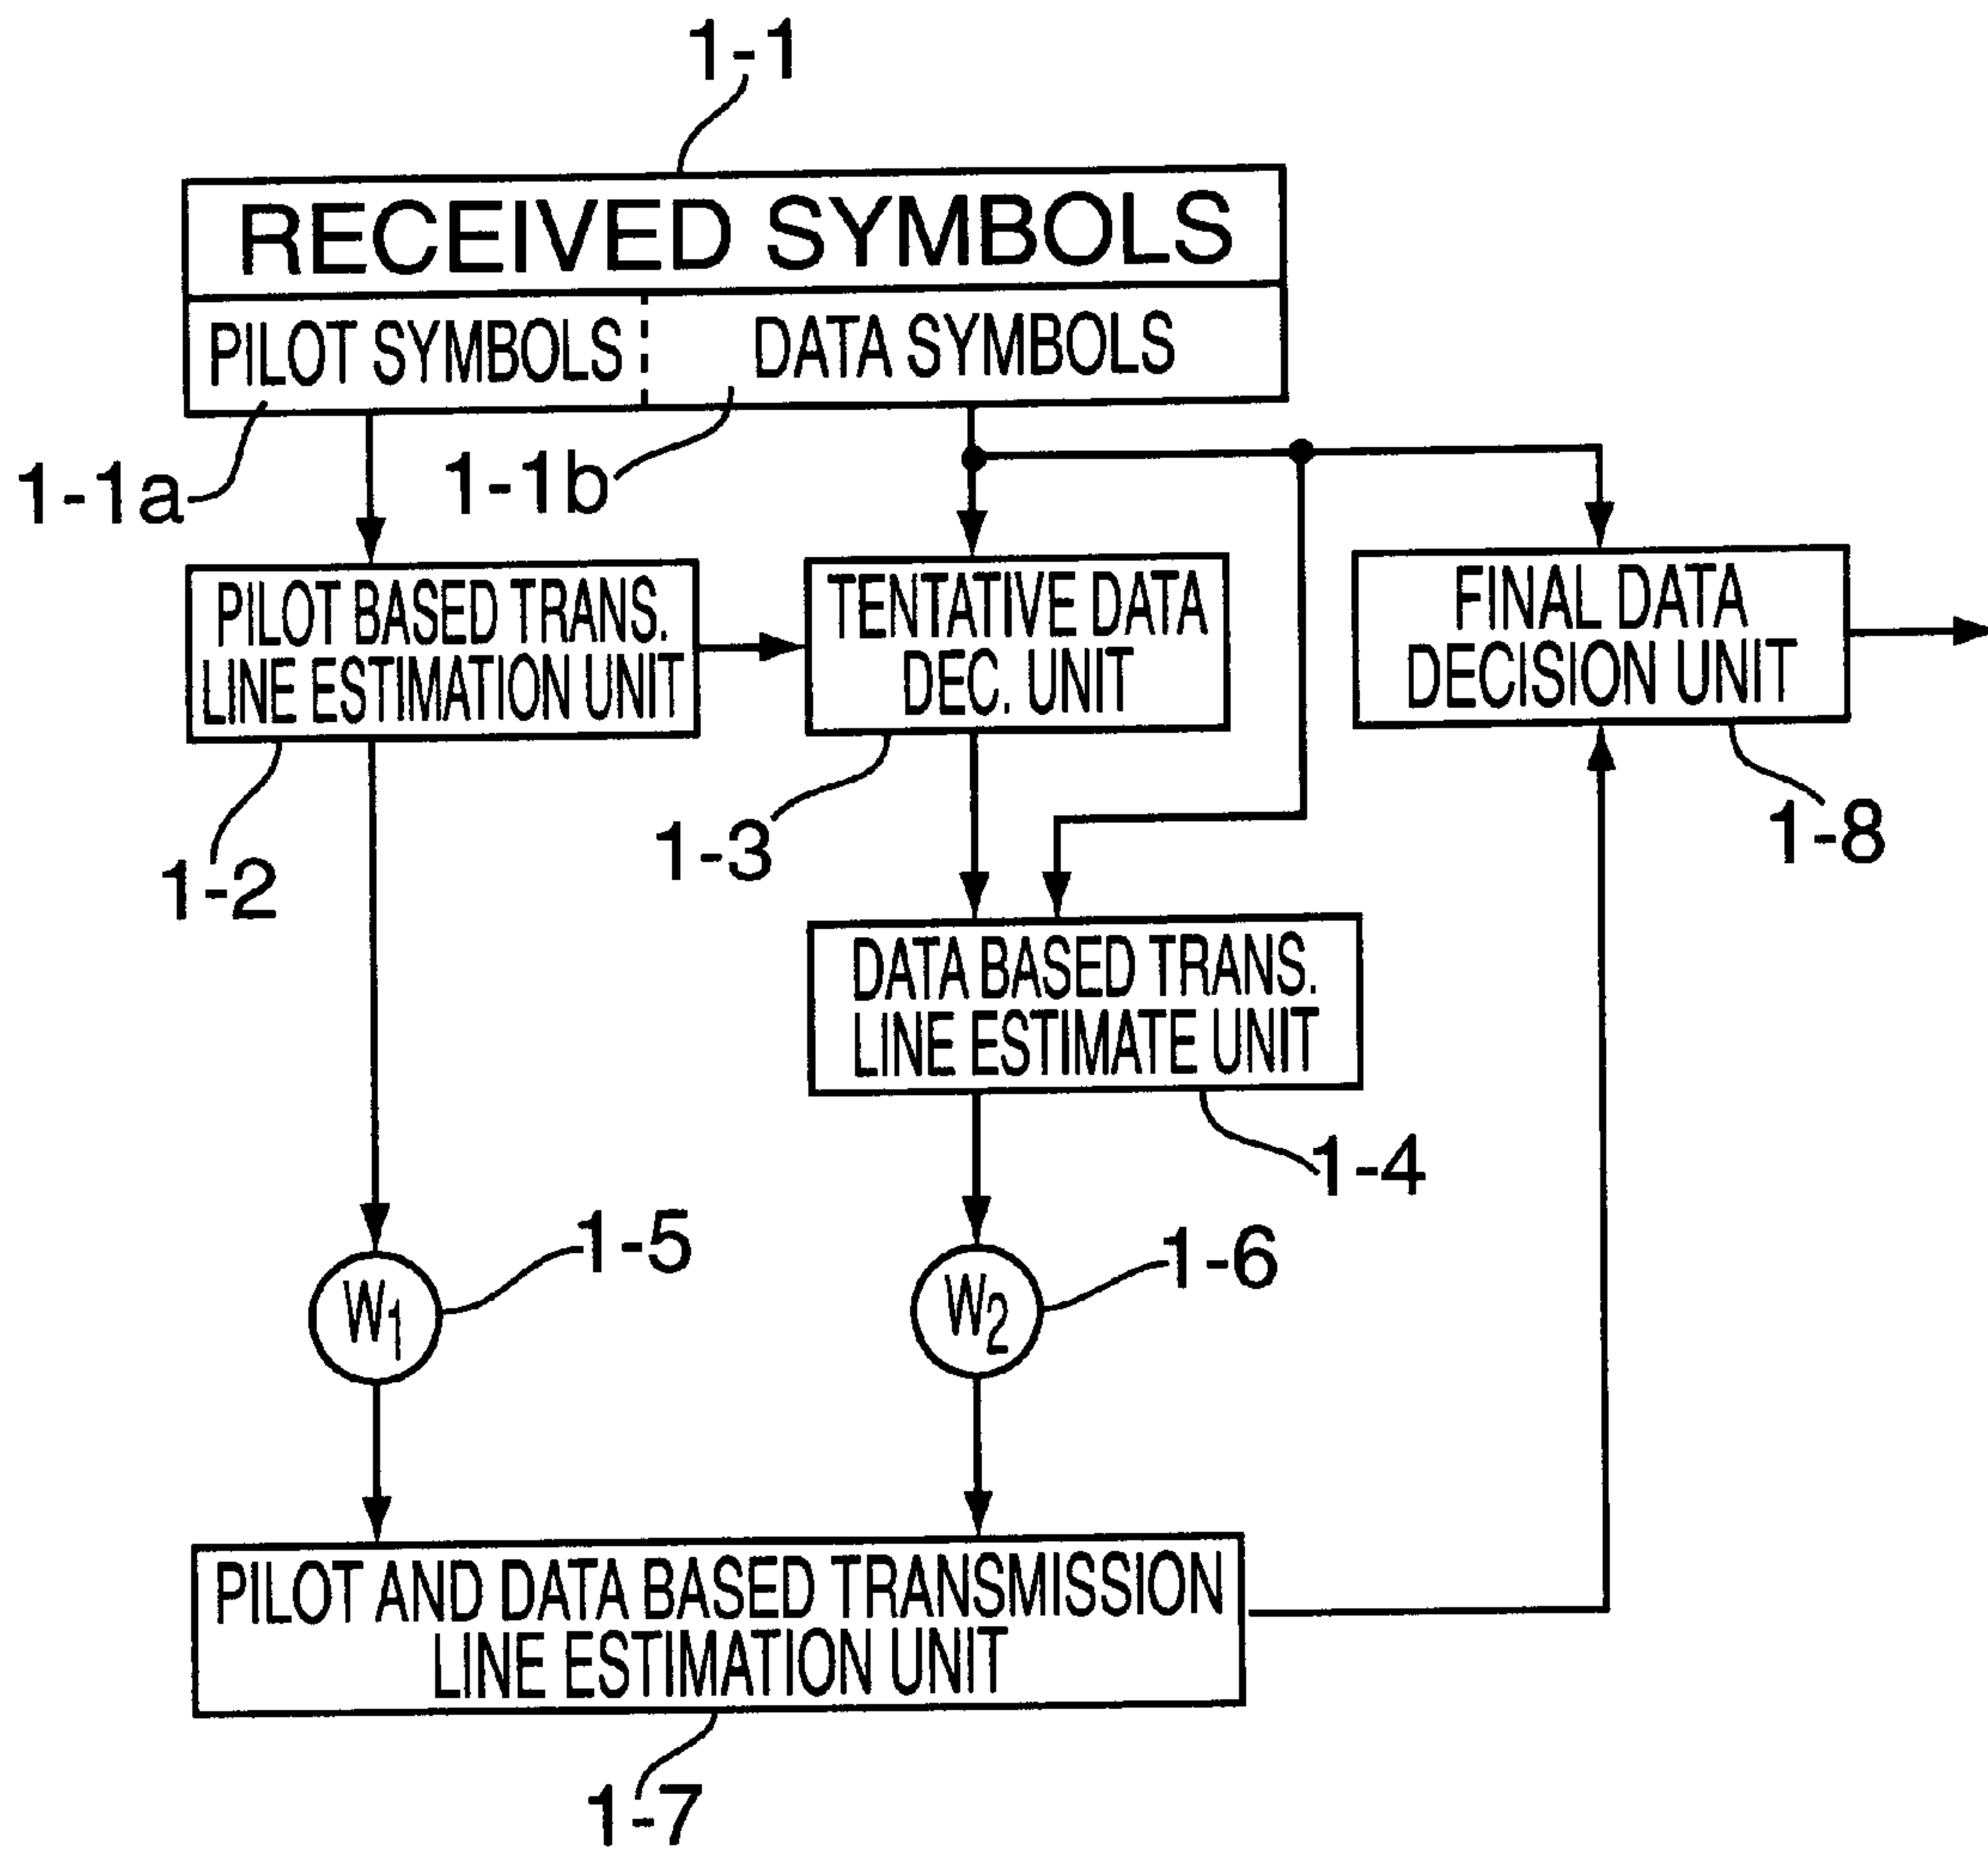 1-1
RECEIVED SYMBOLS
PILOT SYMBOLS
DATA SYMBOLS
1-1a
1-1b
PILOT BASED TRANS.
LINE ESTIMATION UNIT
TENTATIVE DATA
DEC. UNIT
FINAL DATA
DECISION UNIT
1-2
1-3
1-8
DATA BASED TRANS.
LINE ESTIMATE UNIT
1-4
W1
1-5
W2
1-6
PILOT AND DATA BASED TRANSMISSION
LINE ESTIMATION UNIT
1-7